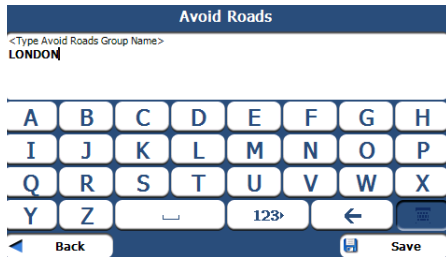 Avoid Roads
<Type Avoid Roads Group Name>
LONDON
A B C D E F G H
I J K L M N O P
Q R S T U V W X
Y Z 123
Back Save